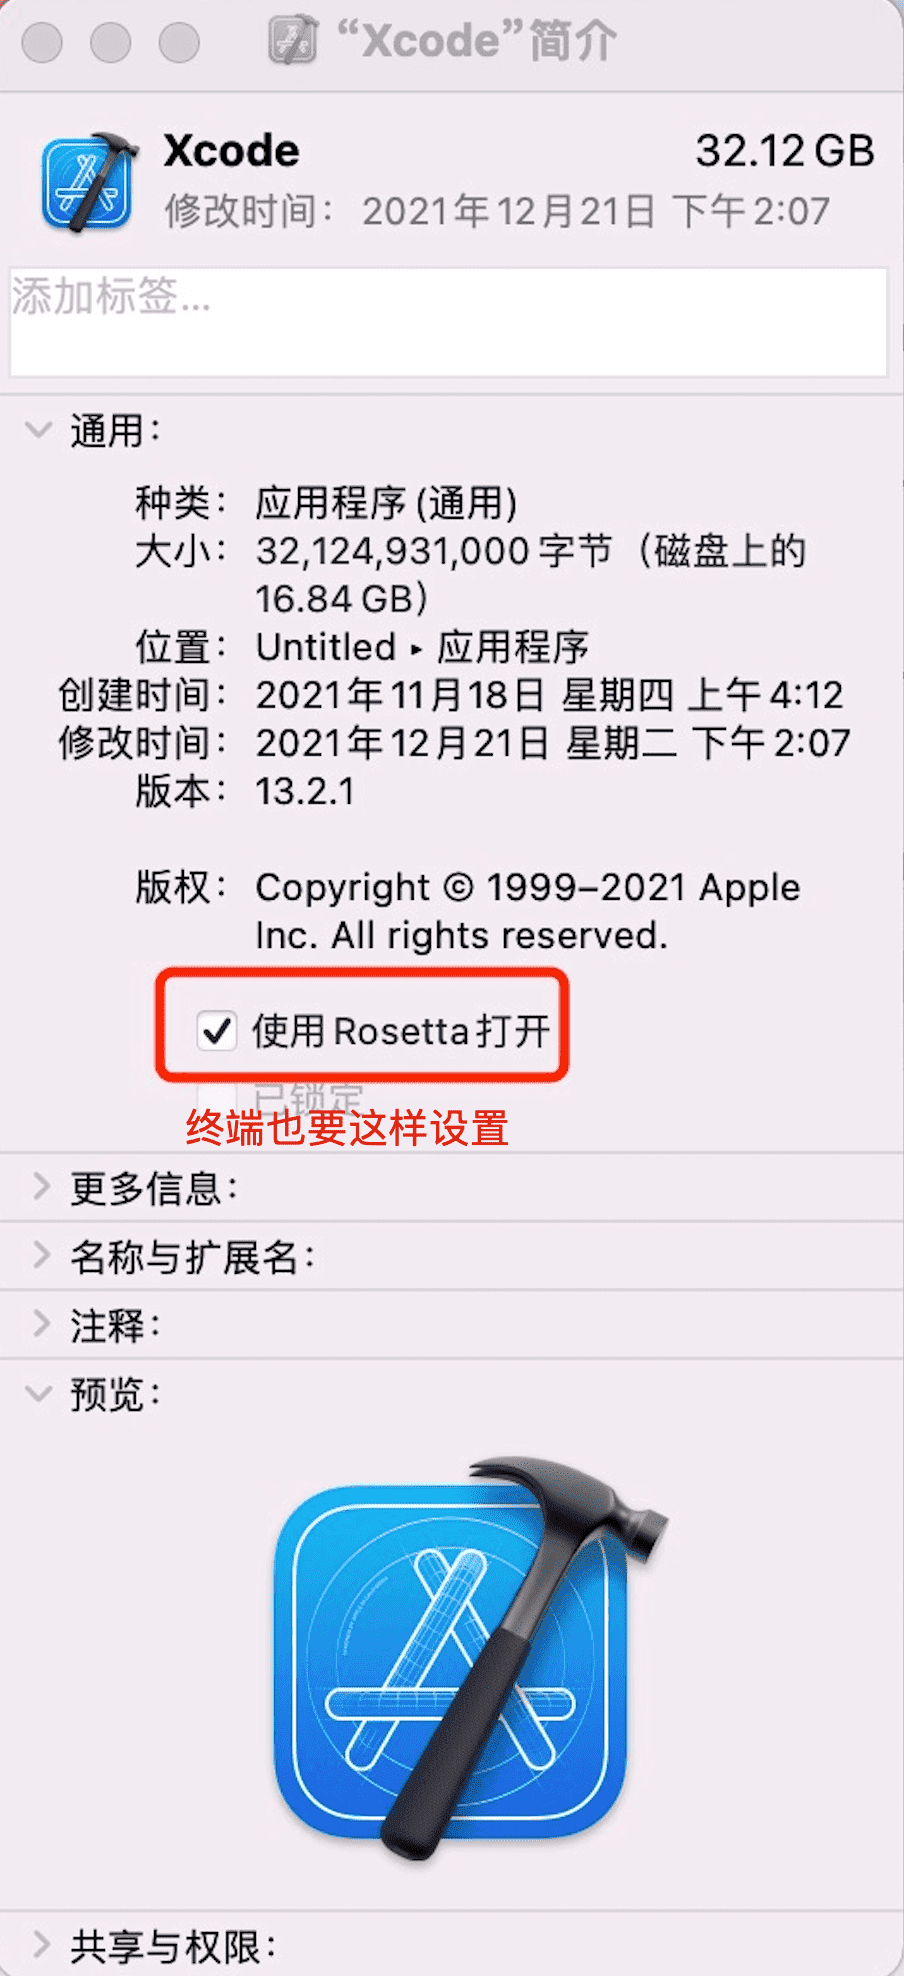 “Xcode”简介
Xcode 32.12 GB
修改时间： 2021年12月21日 下午2:07
添加标签...
通用：
种类： 应用程序 (通用)
大小： 32,124,931,000 字节（磁盘上的
16.84 GB）
位置： Untitled ▸ 应用程序
创建时间： 2021年11月18日 星期四 上午4:12
修改时间： 2021年12月21日 星期二 下午2:07
版本： 13.2.1
版权： Copyright © 1999–2021 Apple
Inc. All rights reserved.
使用Rosetta打开
已锁定
终端也要这样设置
更多信息：
名称与扩展名：
注释：
预览：
共享与权限：